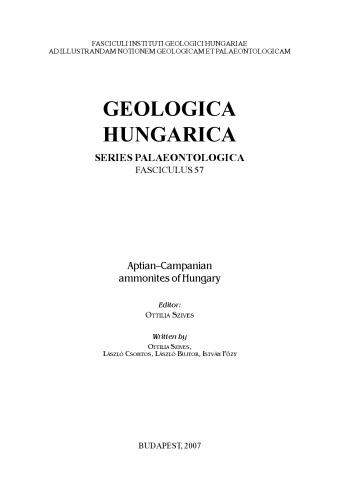 FASCICULI INSTITUTI GEOLOGICI HUNGARIAE
AD ILLUSTRANDAM NOTIONEM GEOLOGICAM ET PALAEONTOLOGICAM
GEOLOGICA
HUNGARICA
SERIES PALAEONTOLOGICA
FASCICULUS 57
Aptian–Campanian
ammonites of Hungary
Editor:
OTTILIA SZIVES
Written by
OTTILIA SZIVES,
LÁSZLÓ CSONTOS, LÁSZLÓ BUJTOR, ISTVÁN FŐZY
BUDAPEST, 2007